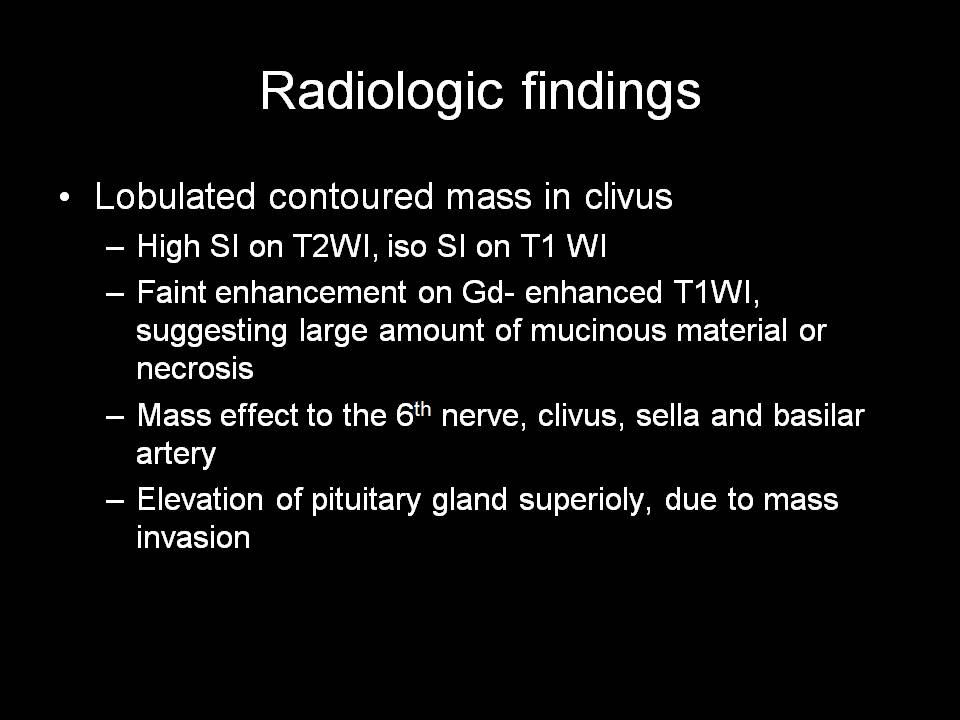 Radiologic findings
• Lobulated contoured mass in clivus
– High SI on T2WI, iso SI on T1 WI
– Faint enhancement on Gd- enhanced T1WI,
suggesting large amount of mucinous material or
necrosis
– Mass effect to the 6th nerve, clivus, sella and basilar
artery
– Elevation of pituitary gland superioly, due to mass
invasion